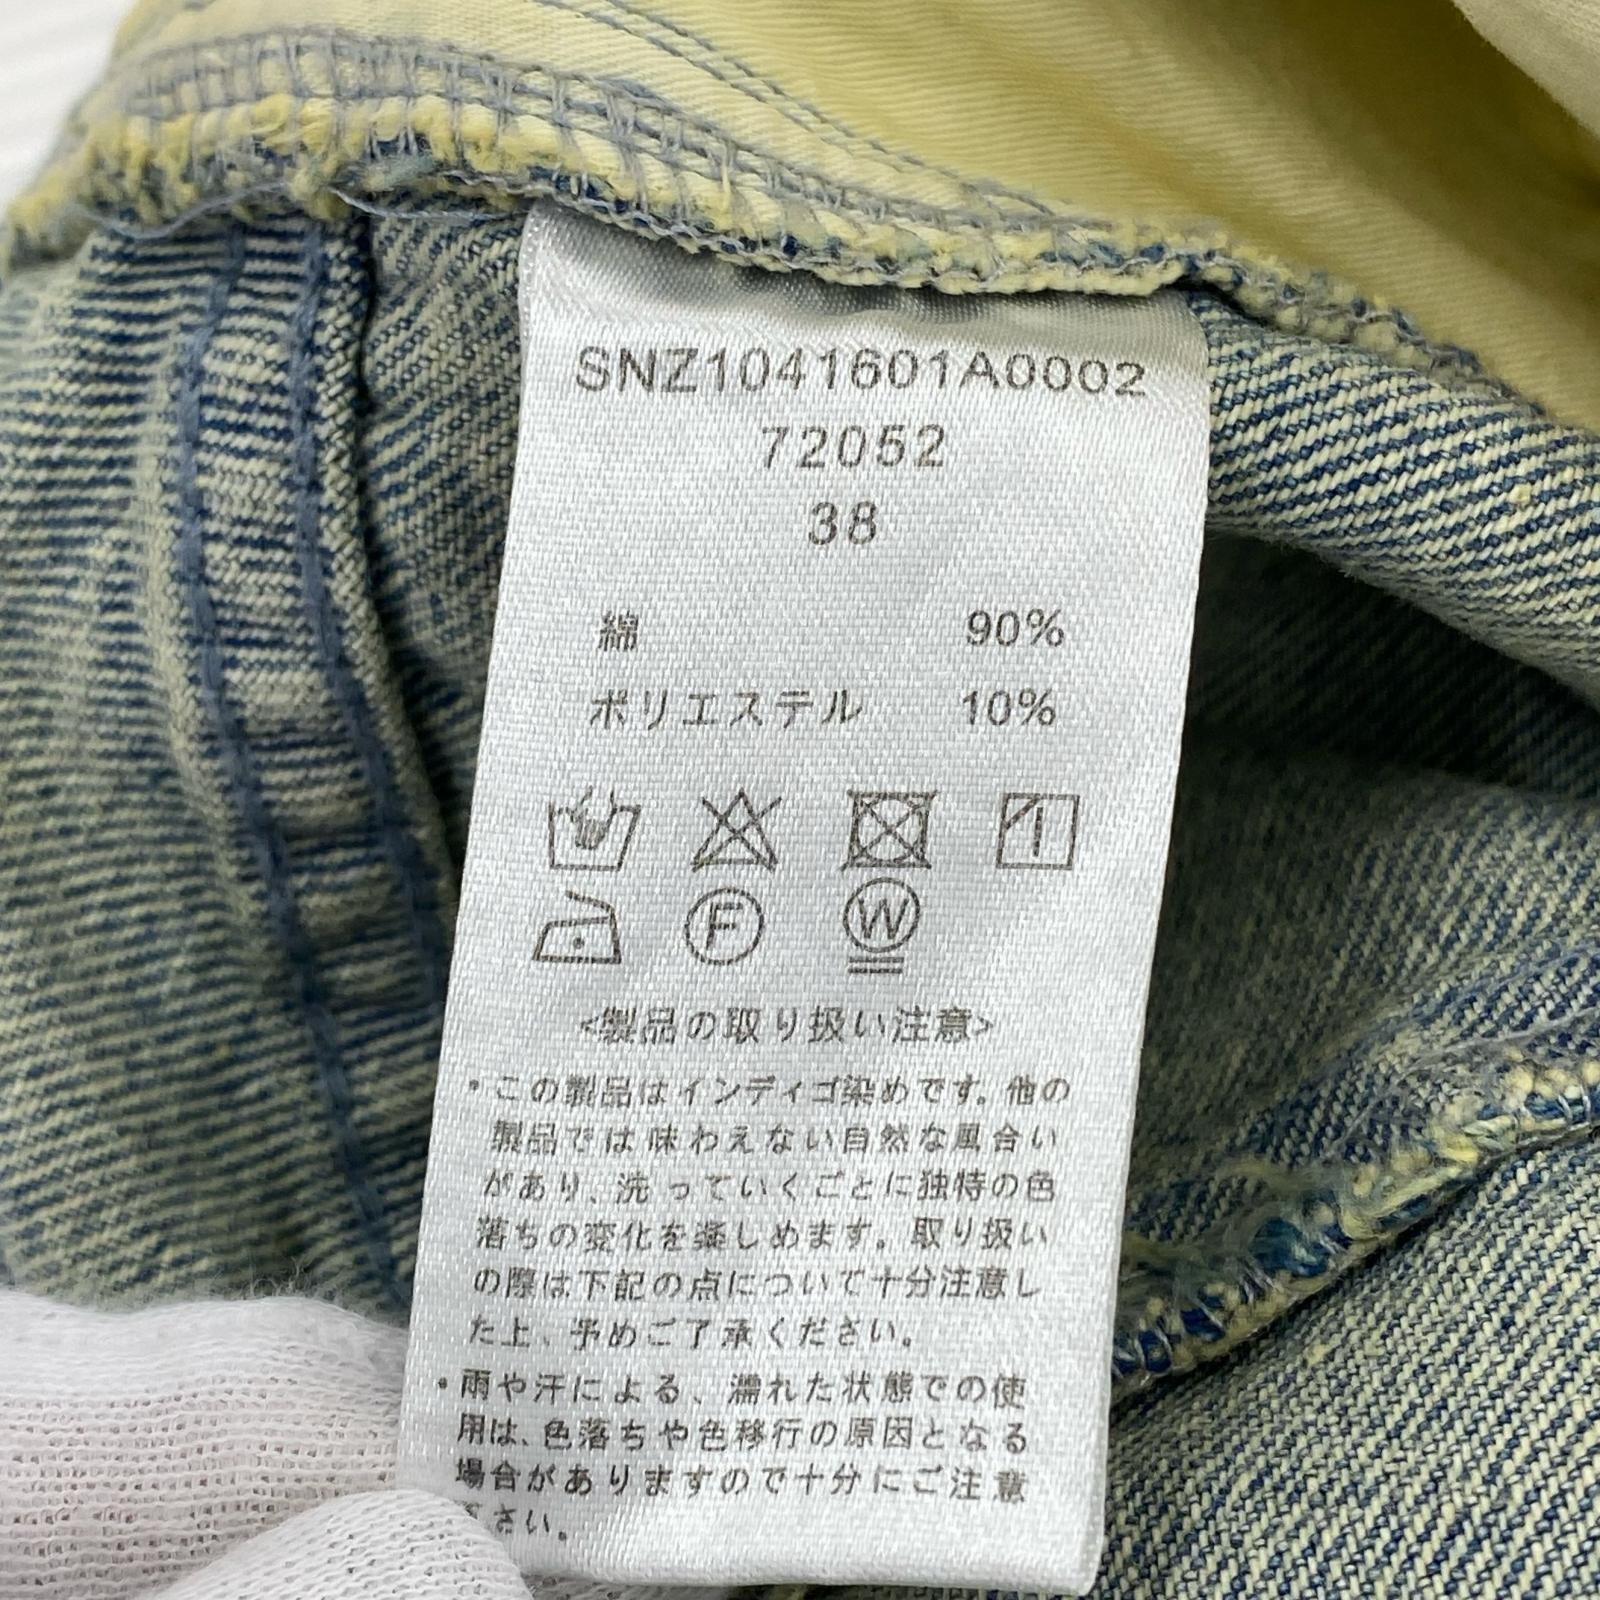 SNZ1041601A0002
72052
38
綿 90%
ポリエステル 10%
F W
<製品の取り扱い注意>
・この製品はインディゴ染めです。他の
製品では味わえない自然な風合い
があり、洗っていくごとに独特の色
落ちの変化を楽しめます。取り扱い
の際は下記の点について十分注意し
た上、予めご了承ください。
・雨や汗による、濡れた状態での使
用は、色落ちや色移行の原因となる
場合がありますので十分にご注意
ださい。